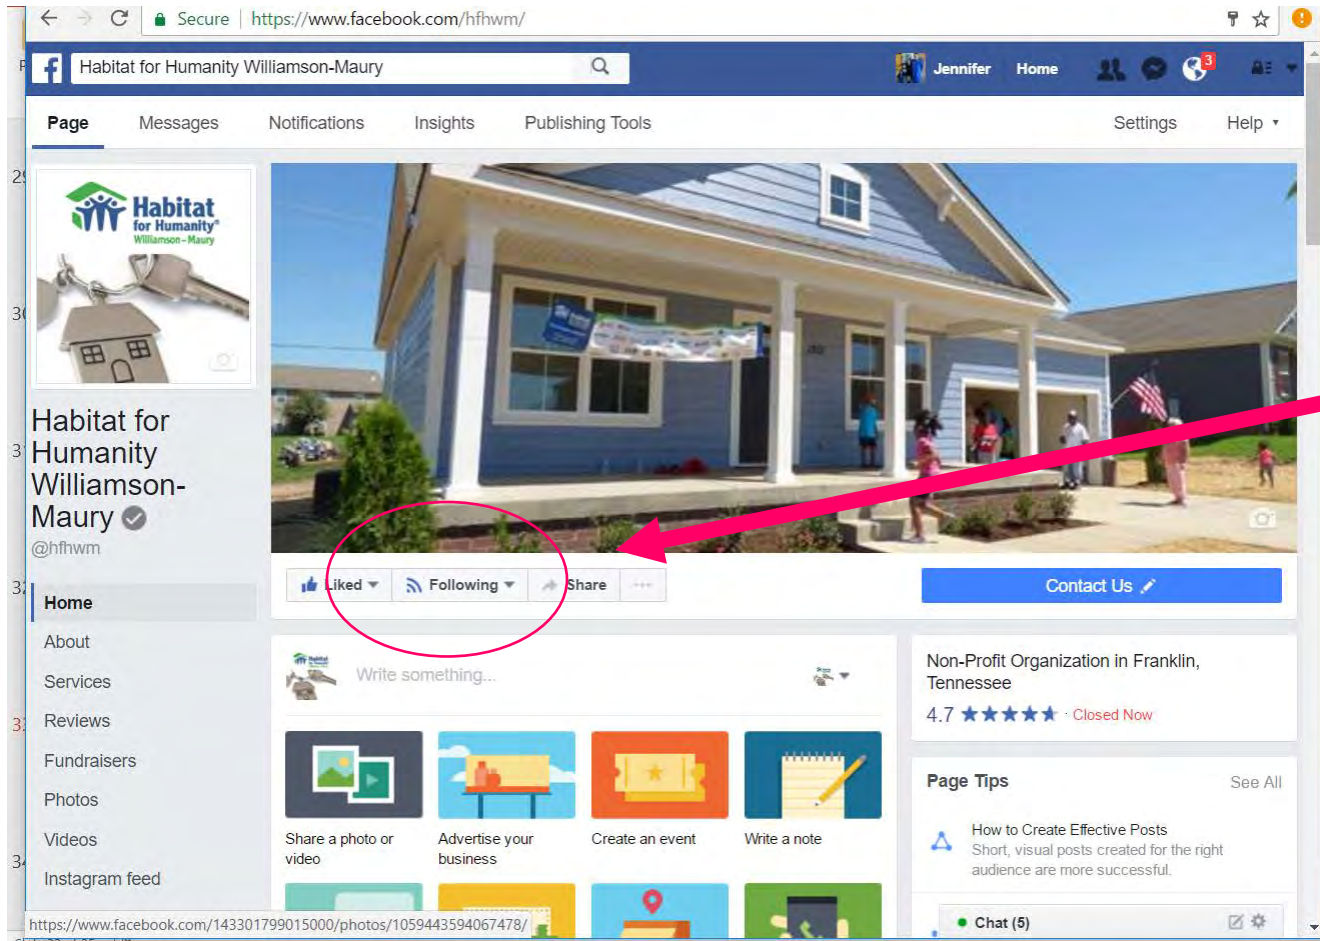 Secure
https://www.facebook.com/hfhwm/
Habitat for Humanity Williamson-Maury
Jennifer
Home
3
Page
Messages
Notifications
Insights
Publishing Tools
Settings
Help
Habitat
for Humanity®
Williamson-Maury
Habitat for
Humanity
Williamson-
Maury
@hfhwm
Liked
Following
Share
Contact Us
Home
About
Services
Reviews
Fundraisers
Photos
Videos
Instagram feed
Write something...
Share a photo or
video
Advertise your
business
Create an event
Write a note
Non-Profit Organization in Franklin,
Tennessee
4.7 ★★★★★ · Closed Now
Page Tips
See All
How to Create Effective Posts
Short, visual posts created for the right
audience are more successful.
Chat (5)
https://www.facebook.com/143301799015000/photos/1059443594067478/